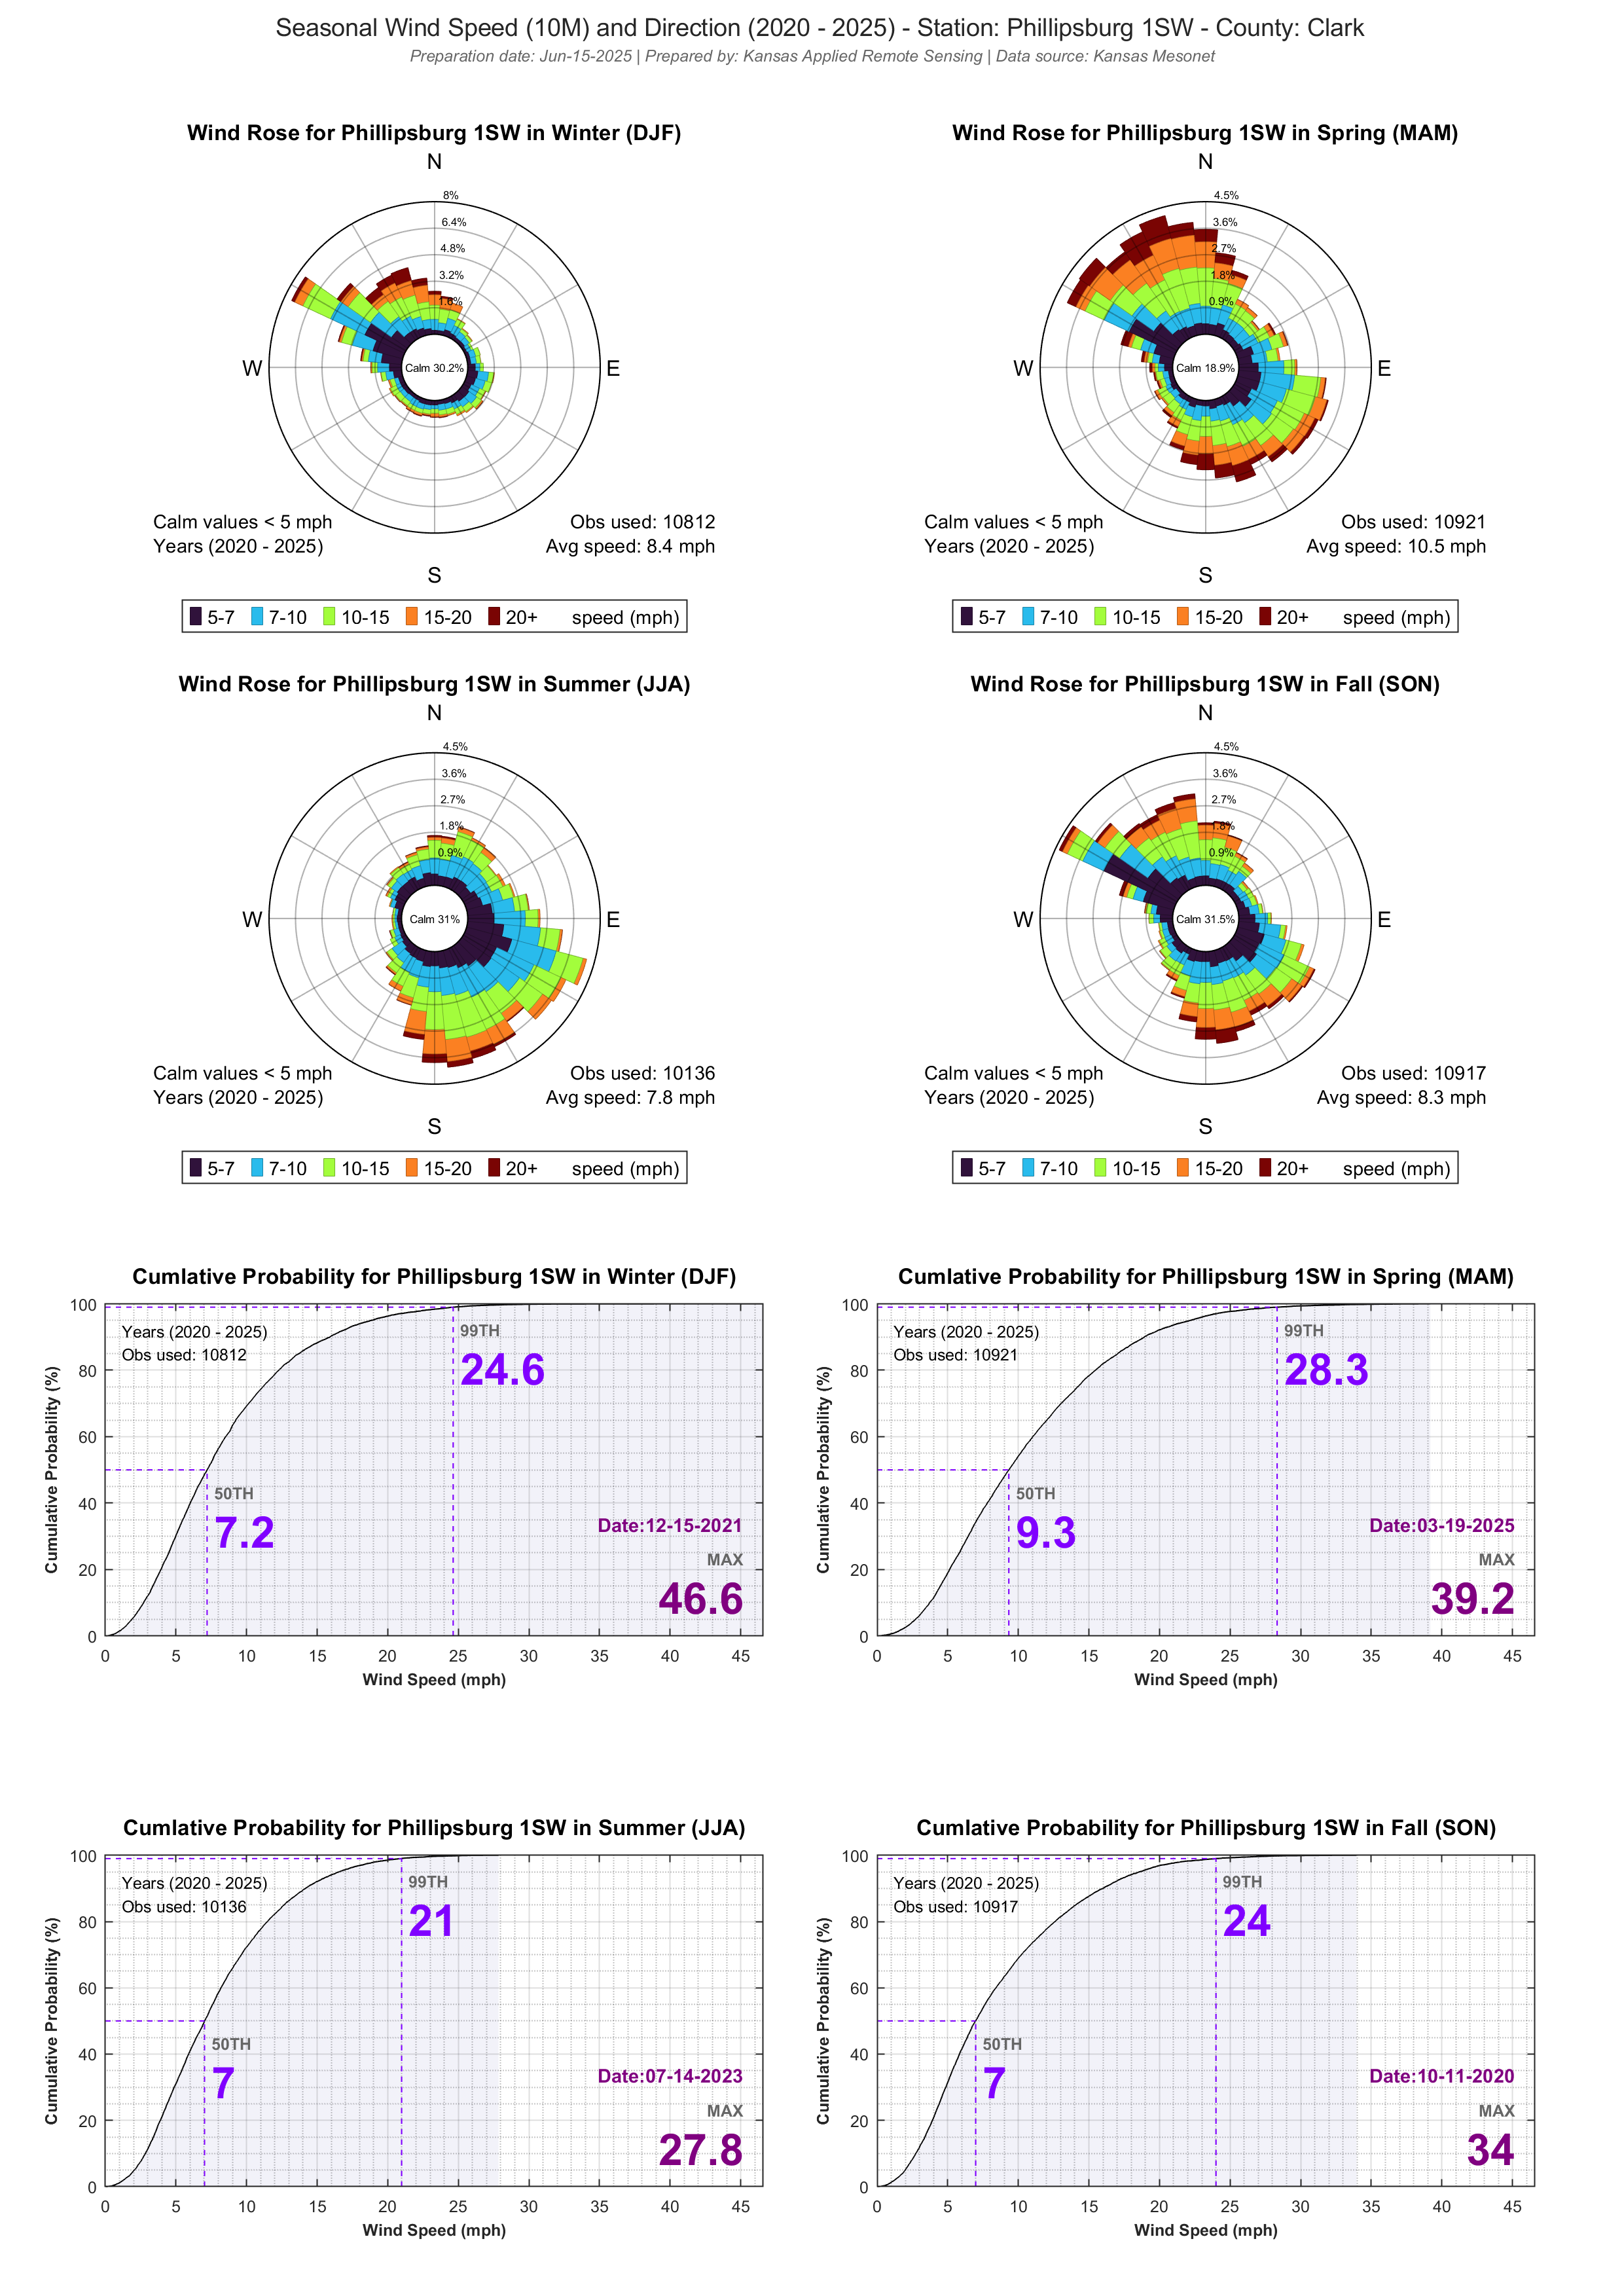 Seasonal Wind Speed (10M) and Direction (2020 - 2025) - Station: Phillipsburg 1SW - County: Clark
Preparation date: Jun-15-2025 | Prepared by: Kansas Applied Remote Sensing | Data source: Kansas Mesonet
Wind Rose for Phillipsburg 1SW in Winter (DJF)
N
8%
6.4%
4.8%
3.2%
1.6%
W
Calm 30.2%
E
Calm values < 5 mph
Years (2020 - 2025)
Obs used: 10812
Avg speed: 8.4 mph
S
5-7 7-10 10-15 15-20 20+ speed (mph)
Wind Rose for Phillipsburg 1SW in Spring (MAM)
N
4.5%
3.6%
2.7%
1.8%
0.9%
W
Calm 18.9%
E
Calm values < 5 mph
Years (2020 - 2025)
Obs used: 10921
Avg speed: 10.5 mph
S
5-7 7-10 10-15 15-20 20+ speed (mph)
Wind Rose for Phillipsburg 1SW in Summer (JJA)
N
4.5%
3.6%
2.7%
1.8%
0.9%
W
Calm 31%
E
Calm values < 5 mph
Years (2020 - 2025)
Obs used: 10136
Avg speed: 7.8 mph
S
5-7 7-10 10-15 15-20 20+ speed (mph)
Wind Rose for Phillipsburg 1SW in Fall (SON)
N
4.5%
3.6%
2.7%
1.8%
0.9%
W
Calm 31.5%
E
Calm values < 5 mph
Years (2020 - 2025)
Obs used: 10917
Avg speed: 8.3 mph
S
5-7 7-10 10-15 15-20 20+ speed (mph)
Cumlative Probability for Phillipsburg 1SW in Winter (DJF)
Cumulative Probability (%)
100
80
60
40
20
0
Years (2020 - 2025)
Obs used: 10812
99TH
24.6
50TH
7.2
Date:12-15-2021
MAX
46.6
0 5 10 15 20 25 30 35 40 45
Wind Speed (mph)
Cumlative Probability for Phillipsburg 1SW in Spring (MAM)
Cumulative Probability (%)
100
80
60
40
20
0
Years (2020 - 2025)
Obs used: 10921
99TH
28.3
50TH
9.3
Date:03-19-2025
MAX
39.2
0 5 10 15 20 25 30 35 40 45
Wind Speed (mph)
Cumlative Probability for Phillipsburg 1SW in Summer (JJA)
Cumulative Probability (%)
100
80
60
40
20
0
Years (2020 - 2025)
Obs used: 10136
99TH
21
50TH
7
Date:07-14-2023
MAX
27.8
0 5 10 15 20 25 30 35 40 45
Wind Speed (mph)
Cumlative Probability for Phillipsburg 1SW in Fall (SON)
Cumulative Probability (%)
100
80
60
40
20
0
Years (2020 - 2025)
Obs used: 10917
99TH
24
50TH
7
Date:10-11-2020
MAX
34
0 5 10 15 20 25 30 35 40 45
Wind Speed (mph)